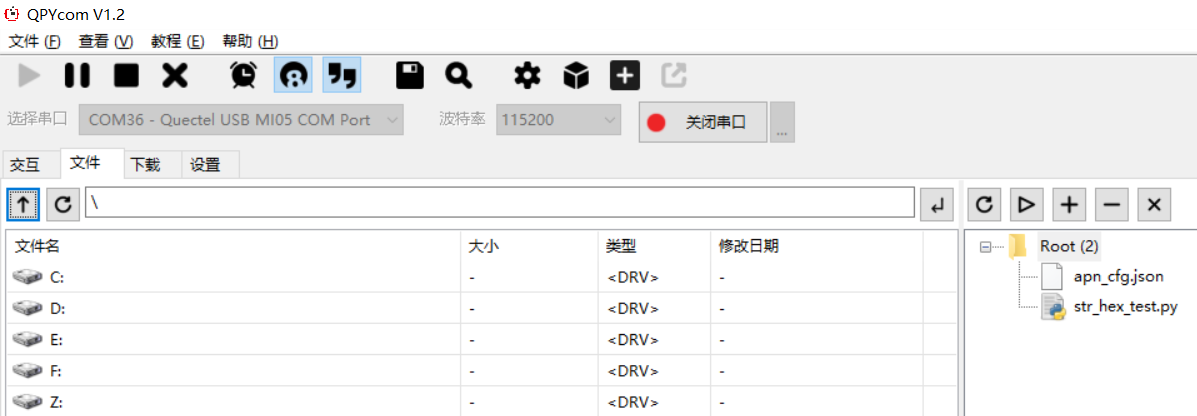 QPYcom V1.2
文件 (F) 查看 (V) 教程 (E) 帮助 (H)
选择串口 COM36 - Quectel USB MI05 COM Port 波特率 115200 关闭串口 ...
交互 文件 下载 设置
\
文件名 大小 类型 修改日期
C: - <DRV> -
D: - <DRV> -
E: - <DRV> -
F: - <DRV> -
Z: - <DRV> -
Root (2)
apn_cfg.json
str_hex_test.py